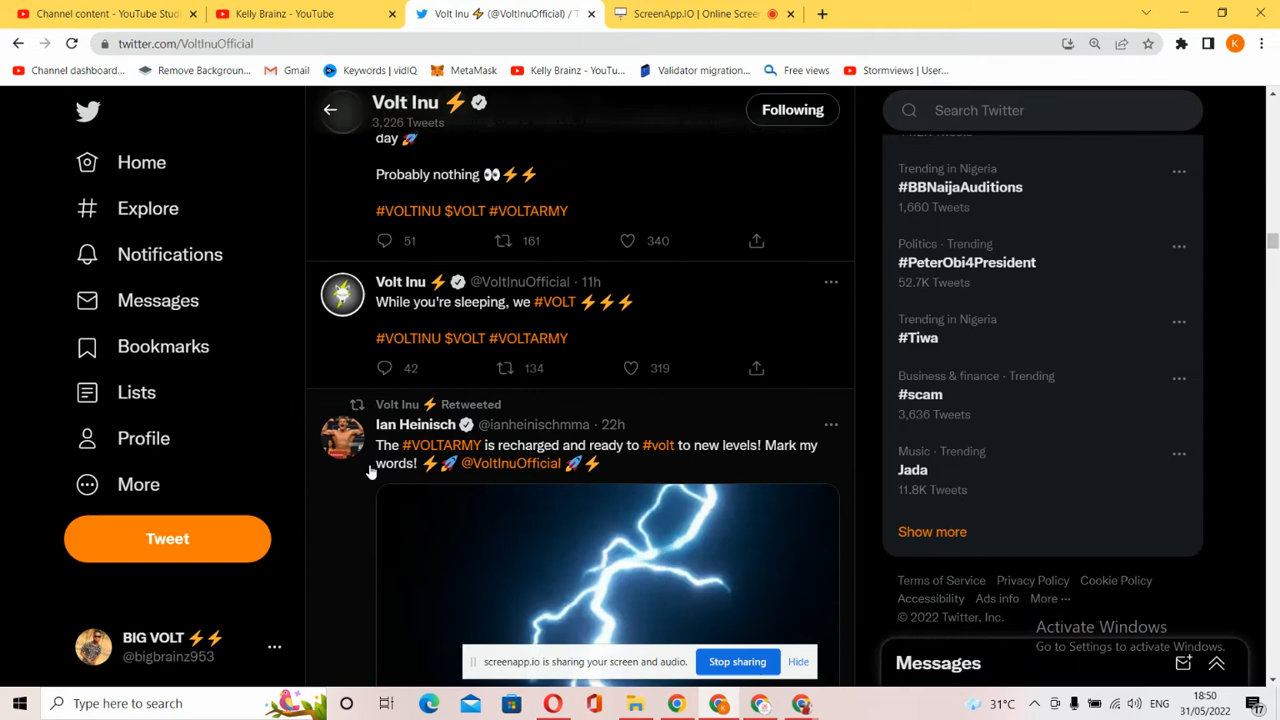 Content - YouTube Stud
Kelly Brainz - YouTube
Volt Inu ⚡ (@VoltInuOfficial) / T
ScreenApp.IO | Online Scree
twitter.com/VoltInuOfficial
Channel dashboard...
Remove Backgroun...
Gmail
Keywords | vidIQ
MetaMask
Kelly Brainz - YouTu...
Validator migration...
Free views
Stormviews | User...
Volt Inu ⚡
3,226 Tweets
Following
Search Twitter
Home
Explore
Notifications
Messages
Bookmarks
Lists
Profile
More
Tweet
BIG VOLT ⚡⚡
@bigbrainz953
day 🚀
Probably nothing 👀⚡⚡
#VOLTINU $VOLT #VOLTARMY
51 161 340
Volt Inu ⚡ @VoltInuOfficial · 11h
While you're sleeping, we #VOLT ⚡⚡⚡
#VOLTINU $VOLT #VOLTARMY
42 134 319
Volt Inu ⚡ Retweeted
Ian Heinisch @ianheinischmma · 22h
The #VOLTARMY is recharged and ready to #volt to new levels! Mark my
words! ⚡🚀 @VoltInuOfficial 🚀⚡
Trending in Nigeria
#BBNaijaAuditions
1,660 Tweets
Politics · Trending
#PeterObi4President
52.7K Tweets
Trending in Nigeria
#Tiwa
Business & finance · Trending
#scam
3,636 Tweets
Music · Trending
Jada
11.8K Tweets
Show more
Terms of Service Privacy Policy Cookie Policy
Accessibility Ads info More ···
© 2022 Twitter, Inc.
Activate Windows
Go to Settings to activate Windows.
Messages
screenapp.io is sharing your screen and audio.
Stop sharing
Hide
Type here to search
31°C
ENG
18:50
31/05/2022
17